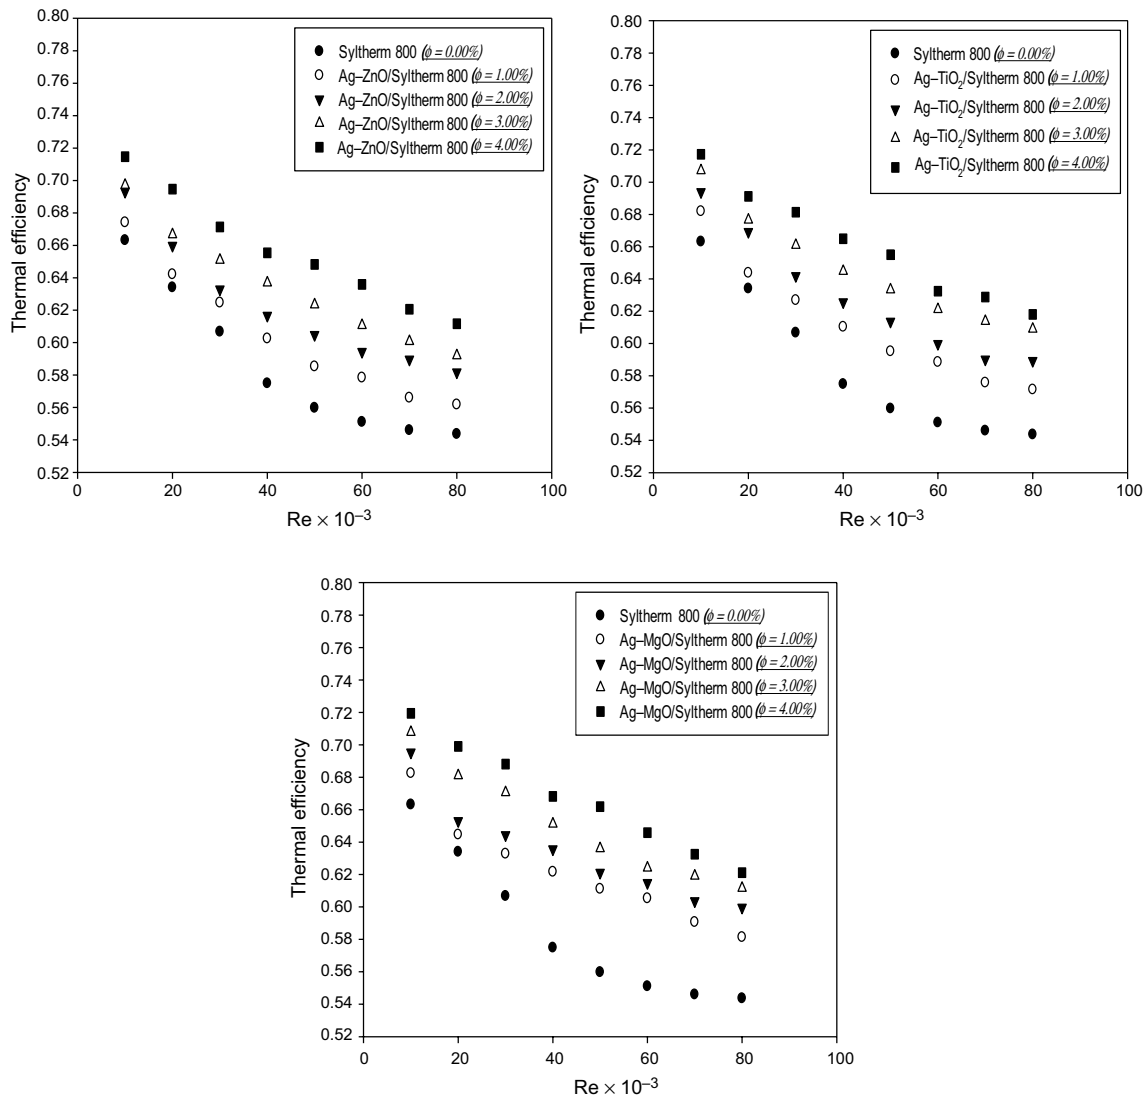 0.80
0.78
0.76
0.74
0.72
0.70
0.68
0.66
0.64
0.62
0.60
0.58
0.56
0.54
0.52
Thermal efficiency
Syltherm 800 (ϕ = 0.00%)
Ag–ZnO/Syltherm 800 (ϕ = 1.00%)
Ag–ZnO/Syltherm 800 (ϕ = 2.00%)
Ag–ZnO/Syltherm 800 (ϕ = 3.00%)
Ag–ZnO/Syltherm 800 (ϕ = 4.00%)
0 20 40 60 80 100
Re × 10⁻³
0.80
0.78
0.76
0.74
0.72
0.70
0.68
0.66
0.64
0.62
0.60
0.58
0.56
0.54
0.52
Thermal efficiency
Syltherm 800 (ϕ = 0.00%)
Ag–TiO₂/Syltherm 800 (ϕ = 1.00%)
Ag–TiO₂/Syltherm 800 (ϕ = 2.00%)
Ag–TiO₂/Syltherm 800 (ϕ = 3.00%)
Ag–TiO₂/Syltherm 800 (ϕ = 4.00%)
0 20 40 60 80 100
Re × 10⁻³
0.80
0.78
0.76
0.74
0.72
0.70
0.68
0.66
0.64
0.62
0.60
0.58
0.56
0.54
0.52
Thermal efficiency
Syltherm 800 (ϕ = 0.00%)
Ag–MgO/Syltherm 800 (ϕ = 1.00%)
Ag–MgO/Syltherm 800 (ϕ = 2.00%)
Ag–MgO/Syltherm 800 (ϕ = 3.00%)
Ag–MgO/Syltherm 800 (ϕ = 4.00%)
0 20 40 60 80 100
Re × 10⁻³